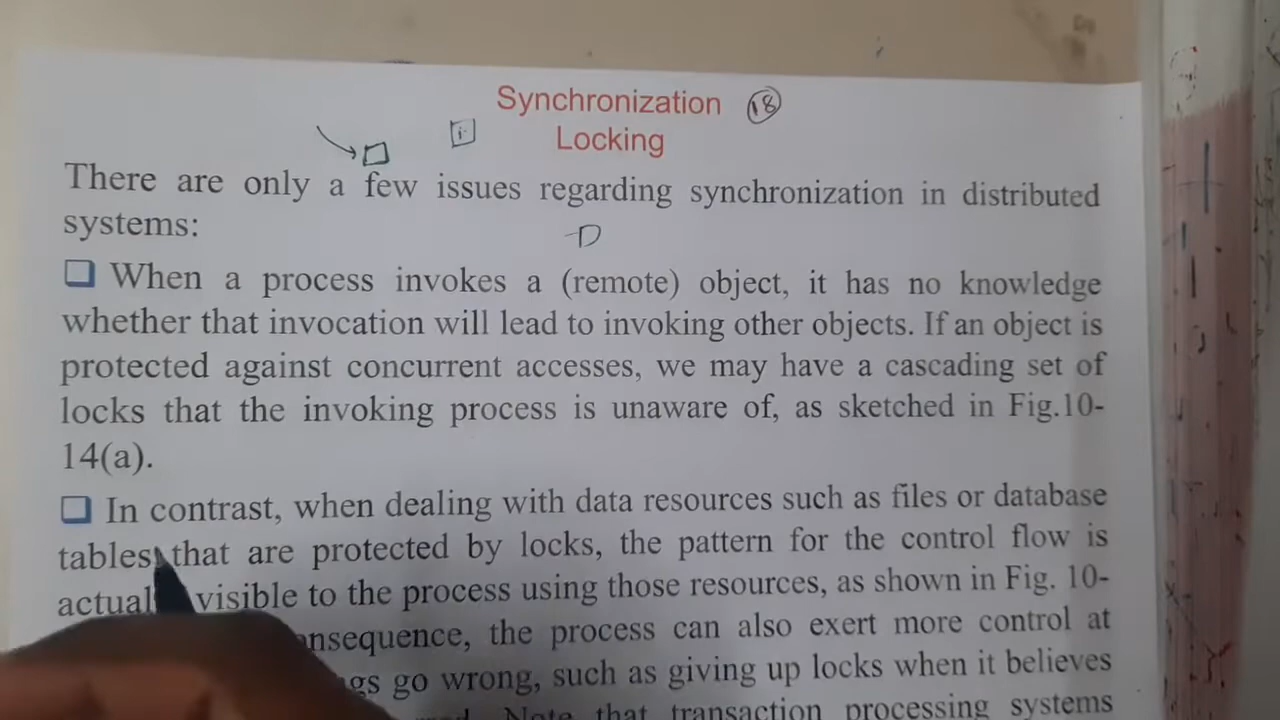 Synchronization 18
Locking
There are only a few issues regarding synchronization in distributed
systems:
When a process invokes a (remote) object, it has no knowledge
whether that invocation will lead to invoking other objects. If an object is
protected against concurrent accesses, we may have a cascading set of
locks that the invoking process is unaware of, as sketched in Fig.10-
14(a).
In contrast, when dealing with data resources such as files or database
tables that are protected by locks, the pattern for the control flow is
visible to the process using those resources, as shown in Fig. 10-
the process can also exert more control at
go wrong, such as giving up locks when it believes
Note that transaction processing systems